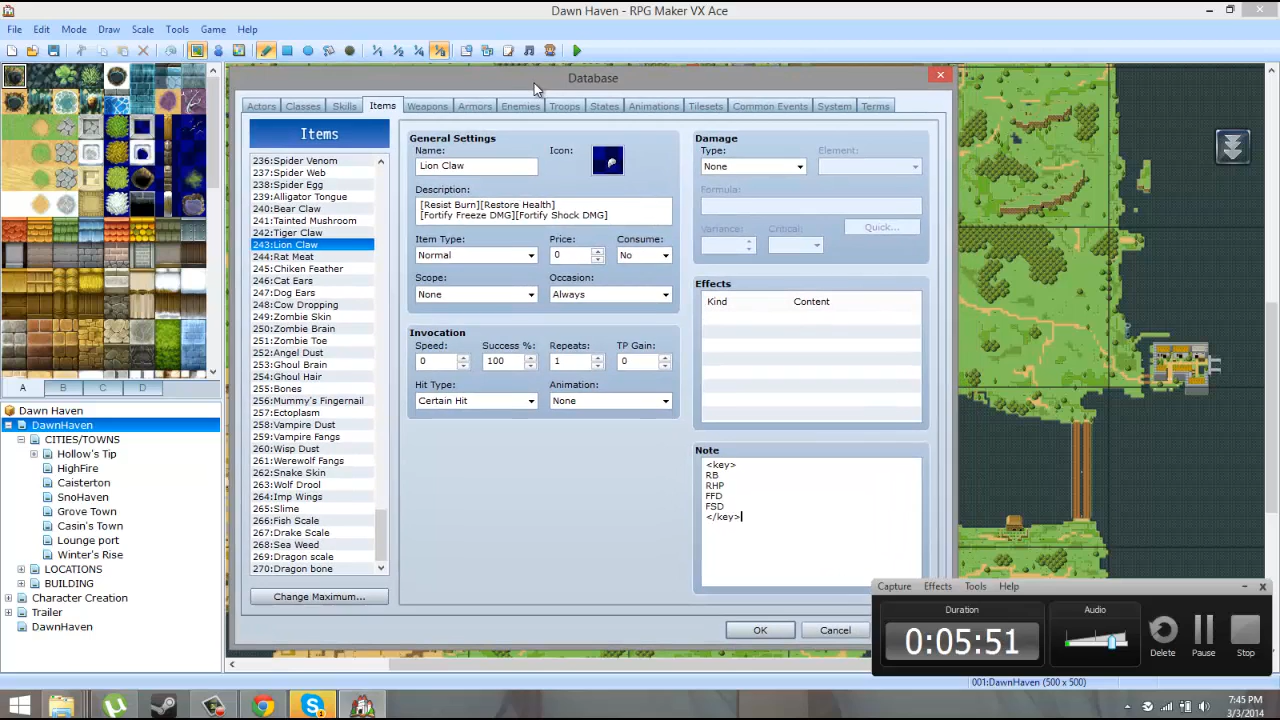 Dawn Haven - RPG Maker VX Ace
File Edit Mode Draw Scale Tools Game Help
Database
Actors Classes Skills Items Weapons Armors Enemies Troops States Animations Tilesets Common Events System Terms
Items
236:Spider Venom
237:Spider Web
238:Spider Egg
239:Alligator Tongue
240:Bear Claw
241:Tainted Mushroom
242:Tiger Claw
243:Lion Claw
244:Rat Meat
245:Chiken Feather
246:Cat Ears
247:Dog Ears
248:Cow Dropping
249:Zombie Skin
250:Zombie Brain
251:Zombie Toe
252:Angel Dust
253:Ghoul Brain
254:Ghoul Hair
255:Bones
256:Mummy's Fingernail
257:Ectoplasm
258:Vampire Dust
259:Vampire Fangs
260:Wisp Dust
261:Werewolf Fangs
262:Snake Skin
263:Wolf Drool
264:Imp Wings
265:Slime
266:Fish Scale
267:Drake Scale
268:Sea Weed
269:Dragon scale
270:Dragon bone
Change Maximum...
General Settings
Name: Icon:
Lion Claw
Description:
[Resist Burn][Restore Health]
[Fortify Freeze DMG][Fortify Shock DMG]
Item Type: Price: Consume:
Normal 0 No
Scope: Occasion:
None Always
Invocation
Speed: Success %: Repeats: TP Gain:
0 100 1 0
Hit Type: Animation:
Certain Hit None
Damage
Type: Element:
None
Formula:
Variance: Critical:
Quick...
Effects
Kind Content
Note
<key>
RB
RHP
FFD
FSD
</key>
OK Cancel
A B C D
Dawn Haven
DawnHaven
CITIES/TOWNS
Hollow's Tip
HighFire
Caisterton
SnoHaven
Grove Town
Casin's Town
Lounge port
Winter's Rise
LOCATIONS
BUILDING
Character Creation
Trailer
DawnHaven
Capture Effects Tools Help
Duration Audio
0:05:51
Delete Pause Stop
001:DawnHaven (500 x 500)
7:45 PM
3/3/2014